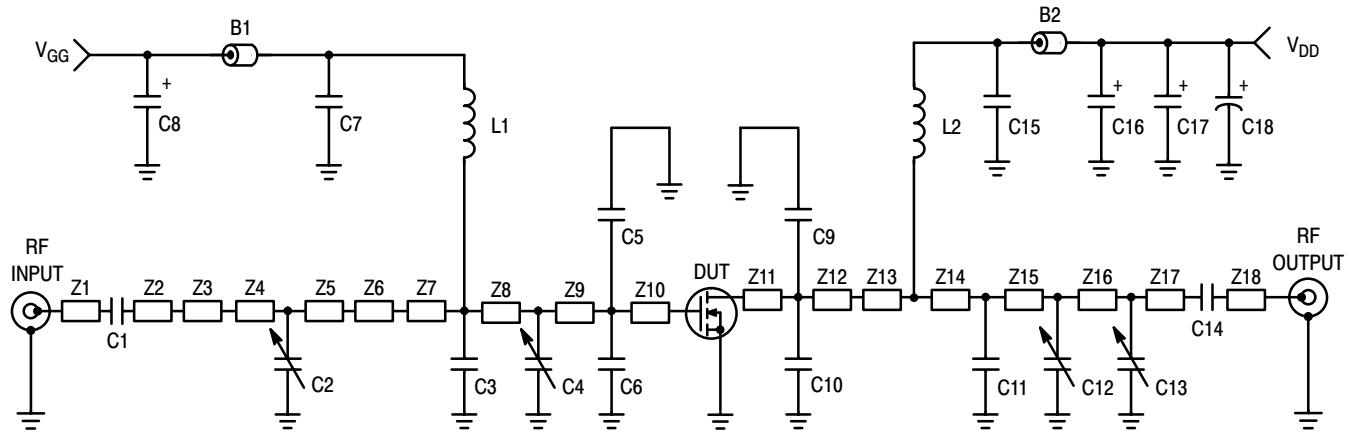 B1
B2
V_GG
V_DD
+
C8
C7
L1
L2
C15
+
C16
+
C17
+
C18
C5
C9
RF
INPUT
Z1
C1
Z2
Z3
Z4
Z5
Z6
Z7
Z8
Z9
Z10
DUT
Z11
Z12
Z13
Z14
Z15
Z16
Z17
C14
Z18
RF
OUTPUT
C2
C3
C4
C6
C10
C11
C12
C13